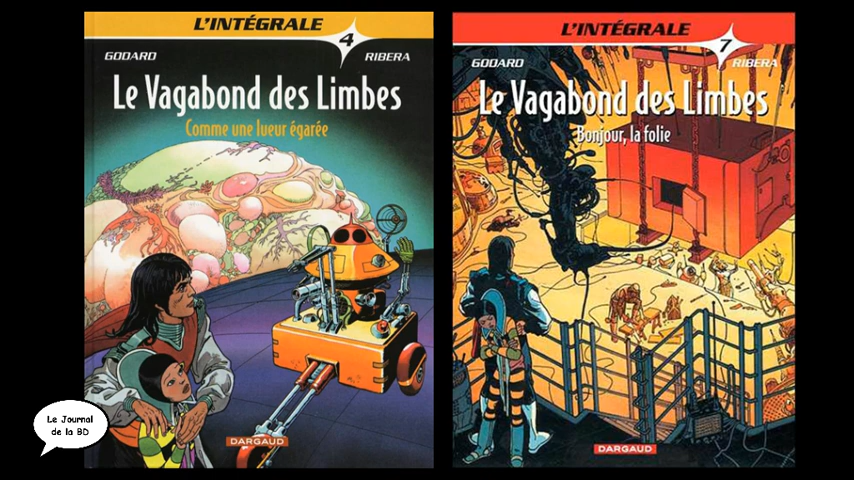 L'INTÉGRALE
4
GODARD
RIBERA
Le Vagabond des Limbes
Comme une lueur égarée
DARGAUD
L'INTÉGRALE
7
GODARD
RIBERA
Le Vagabond des Limbes
Bonjour, la folie
DARGAUD
Le Journal
de la BD